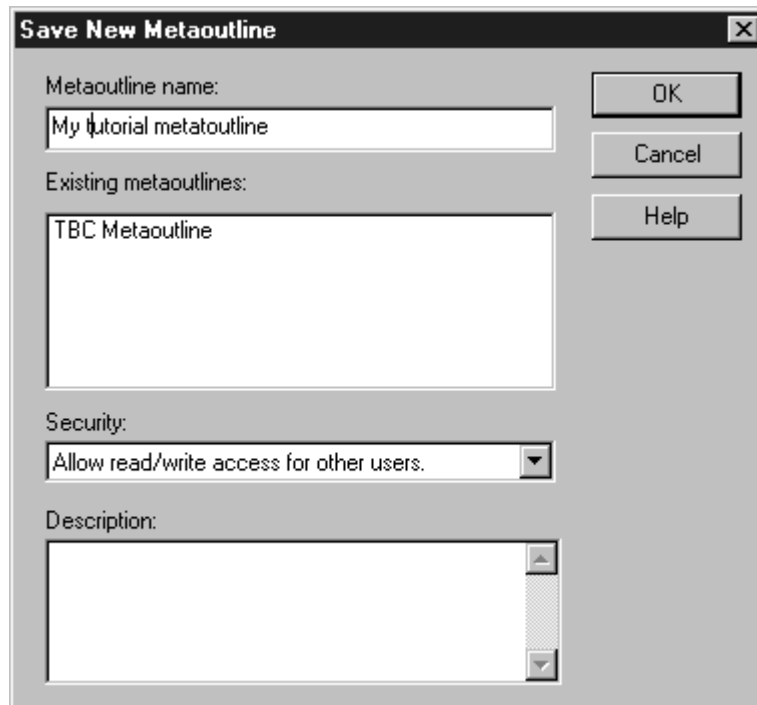 Save New Metaoutline
Metaoutline name:
My tutorial metatoutline
Existing metaoutlines:
TBC Metaoutline
Security:
Allow read/write access for other users.
Description:
OK
Cancel
Help